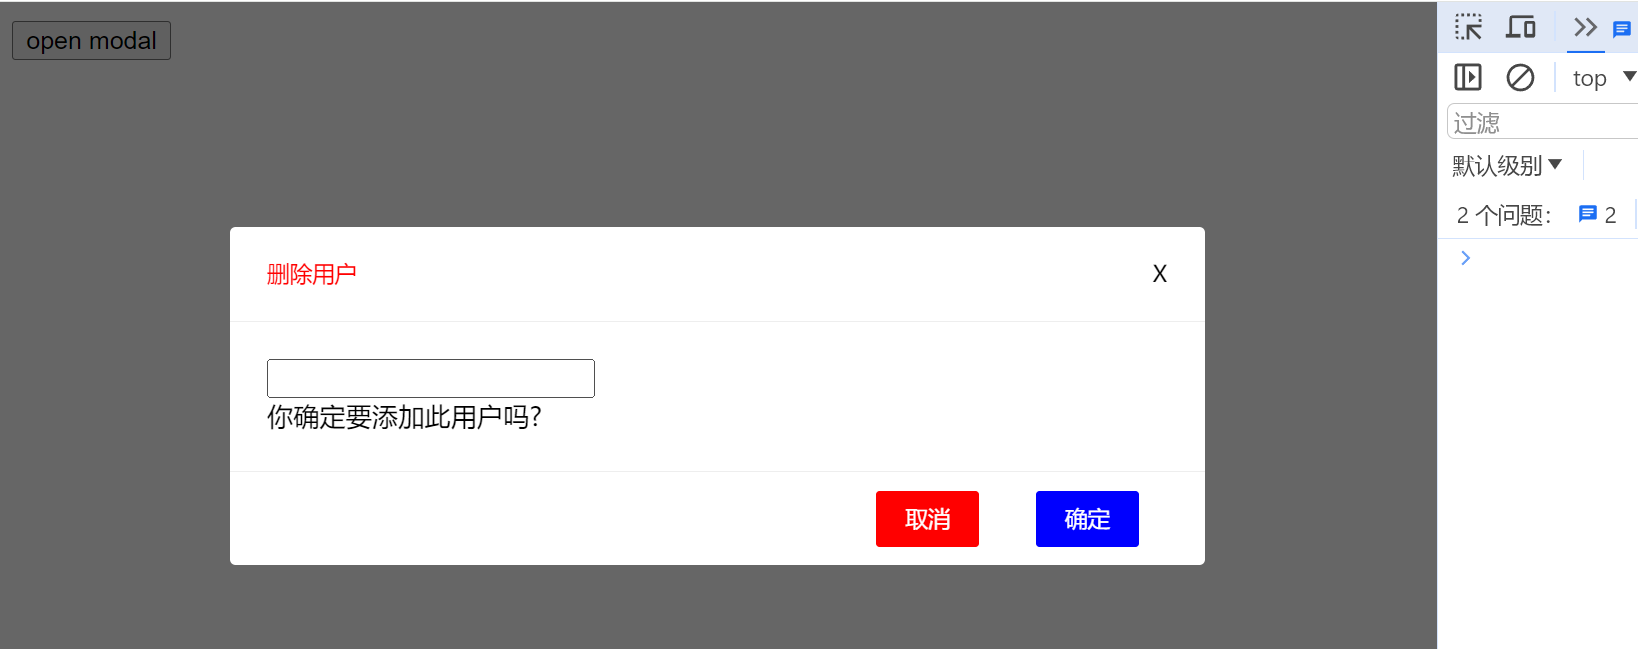 open modal
删除用户
X
你确定要添加此用户吗?
取消
确定
top
过滤
默认级别
2 个问题：
2